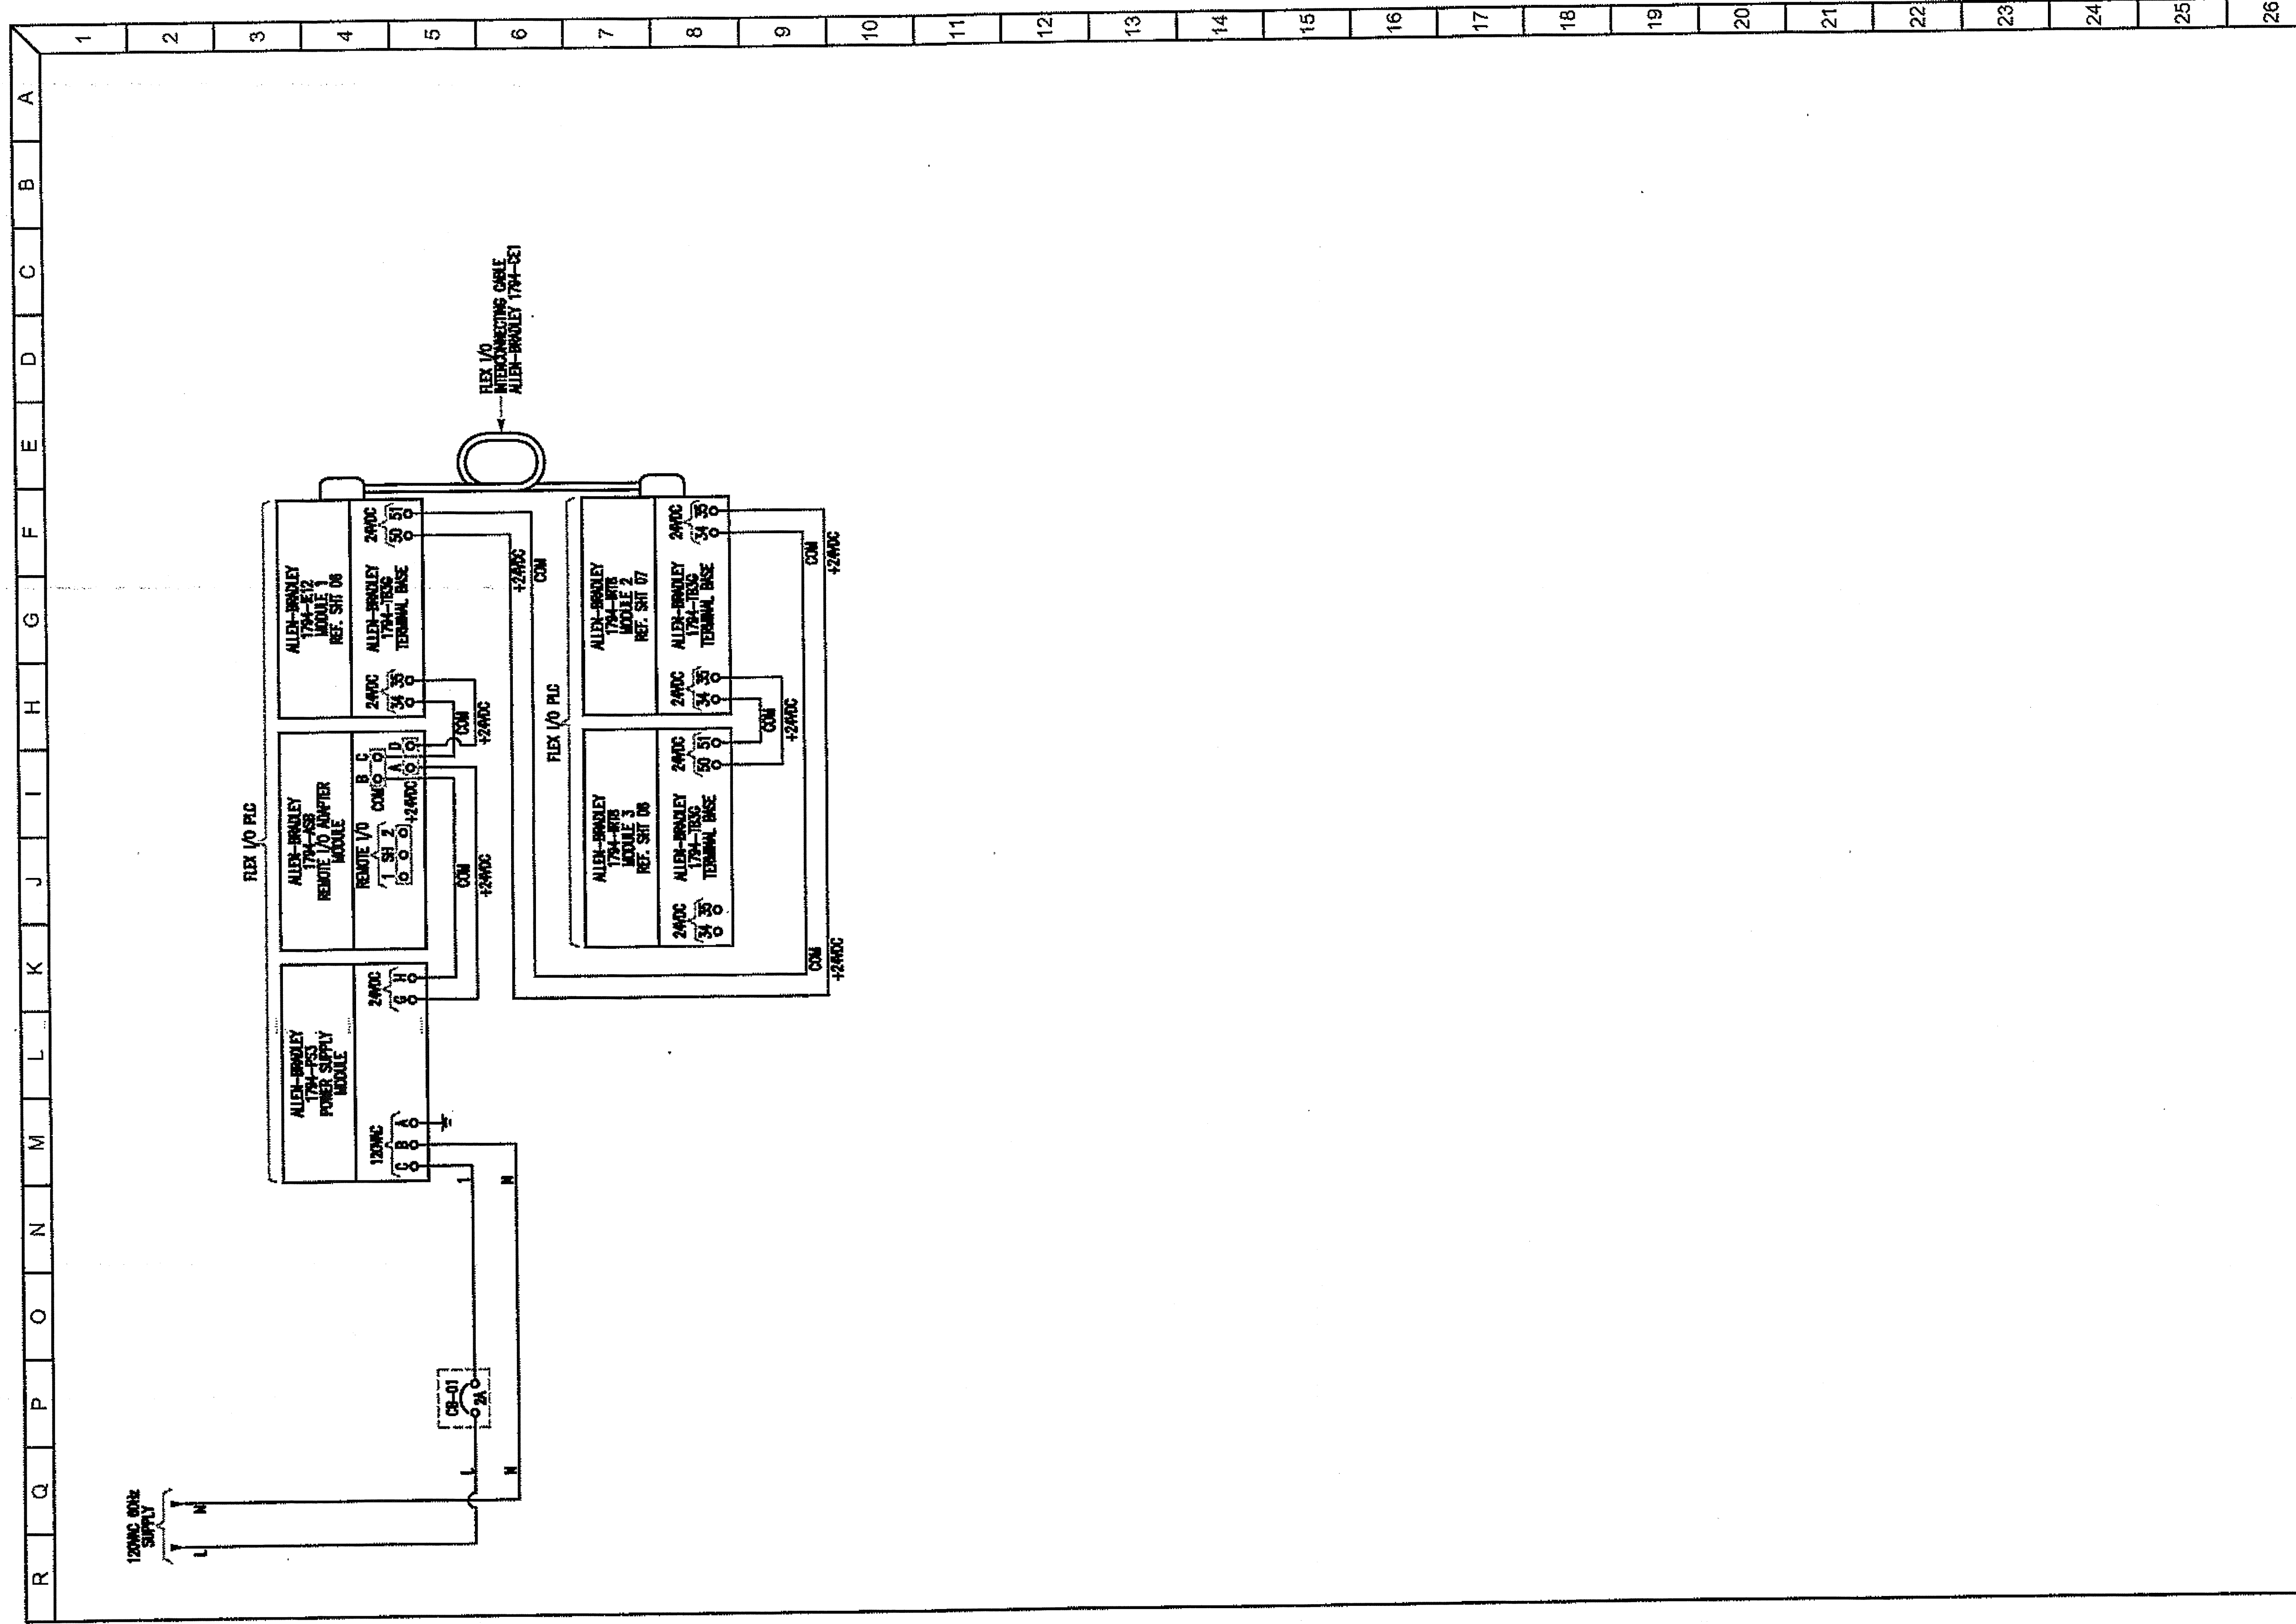 R Q P O N M L K J I H G F E D C B A
1
2
3
4
5
6
7
8
9
10
11
12
13
14
15
16
17
18
19
20
21
22
23
24
25
26
120VAC 60Hz
SUPPLY
L N
L
N
CB-01
2A
1
N
FLEX I/O PLC
ALLEN-BRADLEY
1794-PS3
POWER SUPPLY
MODULE
120VAC
C B A
24VDC
G H
COM
+24VDC
ALLEN-BRADLEY
1794-ASB
REMOTE I/O ADAPTER
MODULE
REMOTE I/O
1 SH 2
B C
COM
A D
+24VDC
COM
+24VDC
ALLEN-BRADLEY
1794-IE12
MODULE 1
REF. SHT 06
24VDC
34 35
ALLEN-BRADLEY
1794-TB3G
TERMINAL BASE
24VDC
50 51
+24VDC
COM
FLEX I/O
INTERCONNECTING CABLE
ALLEN-BRADLEY 1794-CE1
FLEX I/O PLC
ALLEN-BRADLEY
1794-IRT8
MODULE 3
REF. SHT 08
24VDC
34 35
ALLEN-BRADLEY
1794-TB3G
TERMINAL BASE
24VDC
50 51
COM
+24VDC
ALLEN-BRADLEY
1794-IRT8
MODULE 2
REF. SHT 07
24VDC
34 35
ALLEN-BRADLEY
1794-TB3G
TERMINAL BASE
24VDC
34 35
COM
+24VDC
COM
+24VDC